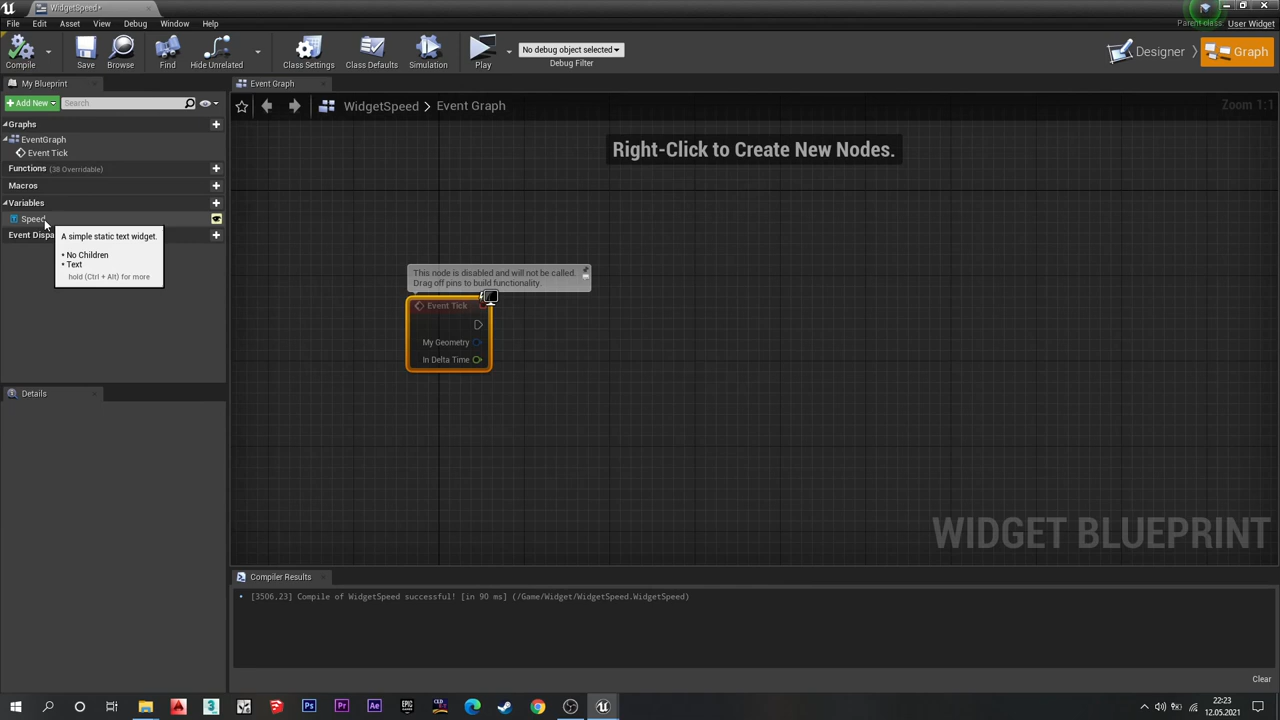 WidgetSpeed*
File Edit Asset View Debug Window Help
Parent class: User Widget
Compile
Save
Browse
Find
Hide Unrelated
Class Settings
Class Defaults
Simulation
Play
No debug object selected
Debug Filter
Designer
Graph
My Blueprint
Event Graph
Add New
Search
WidgetSpeed > Event Graph
Zoom 1:1
Graphs
EventGraph
Event Tick
Functions (38 Overridable)
Macros
Variables
Speed
Event Dispa
A simple static text widget.
• No Children
• Text
hold (Ctrl + Alt) for more
Right-Click to Create New Nodes.
This node is disabled and will not be called.
Drag off pins to build functionality.
Event Tick
My Geometry
In Delta Time
Details
WIDGET BLUEPRINT
Compiler Results
• [3506,23] Compile of WidgetSpeed successful! [in 90 ms] (/Game/Widget/WidgetSpeed.WidgetSpeed)
Clear
22:23
12.05.2021